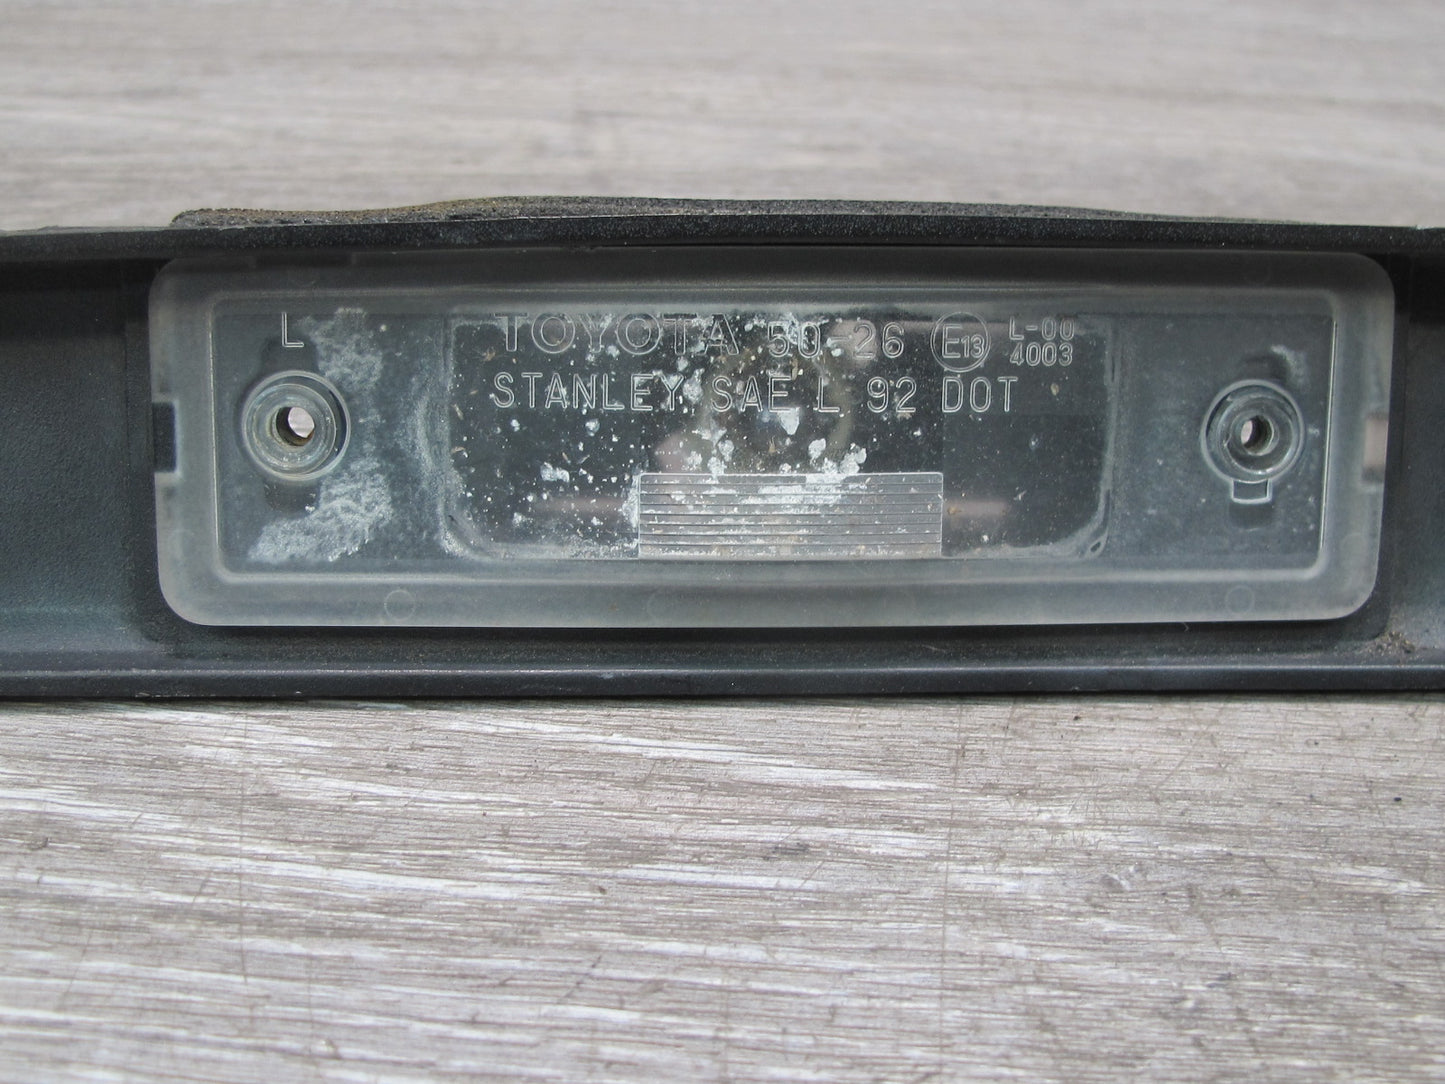 L TOYOTA 50-26 E13 L-00
4003
STANLEY SAE L 92 DOT